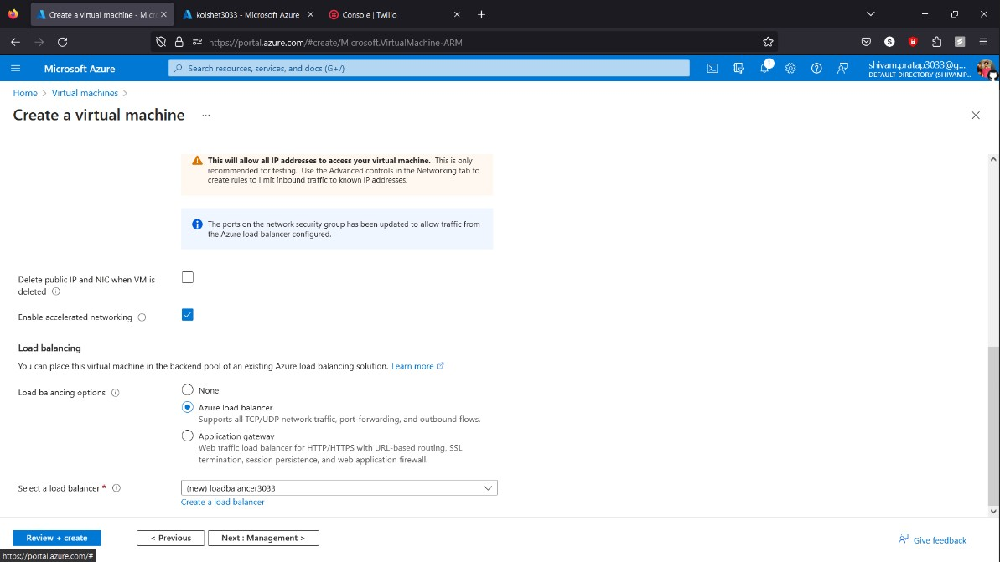 Create a virtual machine - Micro
kolshet3033 - Microsoft Azure
Console | Twilio
https://portal.azure.com/#create/Microsoft.VirtualMachine-ARM
Microsoft Azure
Search resources, services, and docs (G+/)
1
shivam.pratap3033@g...
DEFAULT DIRECTORY (SHIVAMP...
Home > Virtual machines >
Create a virtual machine ...
This will allow all IP addresses to access your virtual machine. This is only
recommended for testing. Use the Advanced controls in the Networking tab to
create rules to limit inbound traffic to known IP addresses.
The ports on the network security group has been updated to allow traffic from
the Azure load balancer configured.
Delete public IP and NIC when VM is
deleted
Enable accelerated networking
Load balancing
You can place this virtual machine in the backend pool of an existing Azure load balancing solution. Learn more
Load balancing options
None
Azure load balancer
Supports all TCP/UDP network traffic, port-forwarding, and outbound flows.
Application gateway
Web traffic load balancer for HTTP/HTTPS with URL-based routing, SSL
termination, session persistence, and web application firewall.
Select a load balancer *
(new) loadbalancer3033
Create a load balancer
Review + create
< Previous
Next : Management >
Give feedback
https://portal.azure.com/#